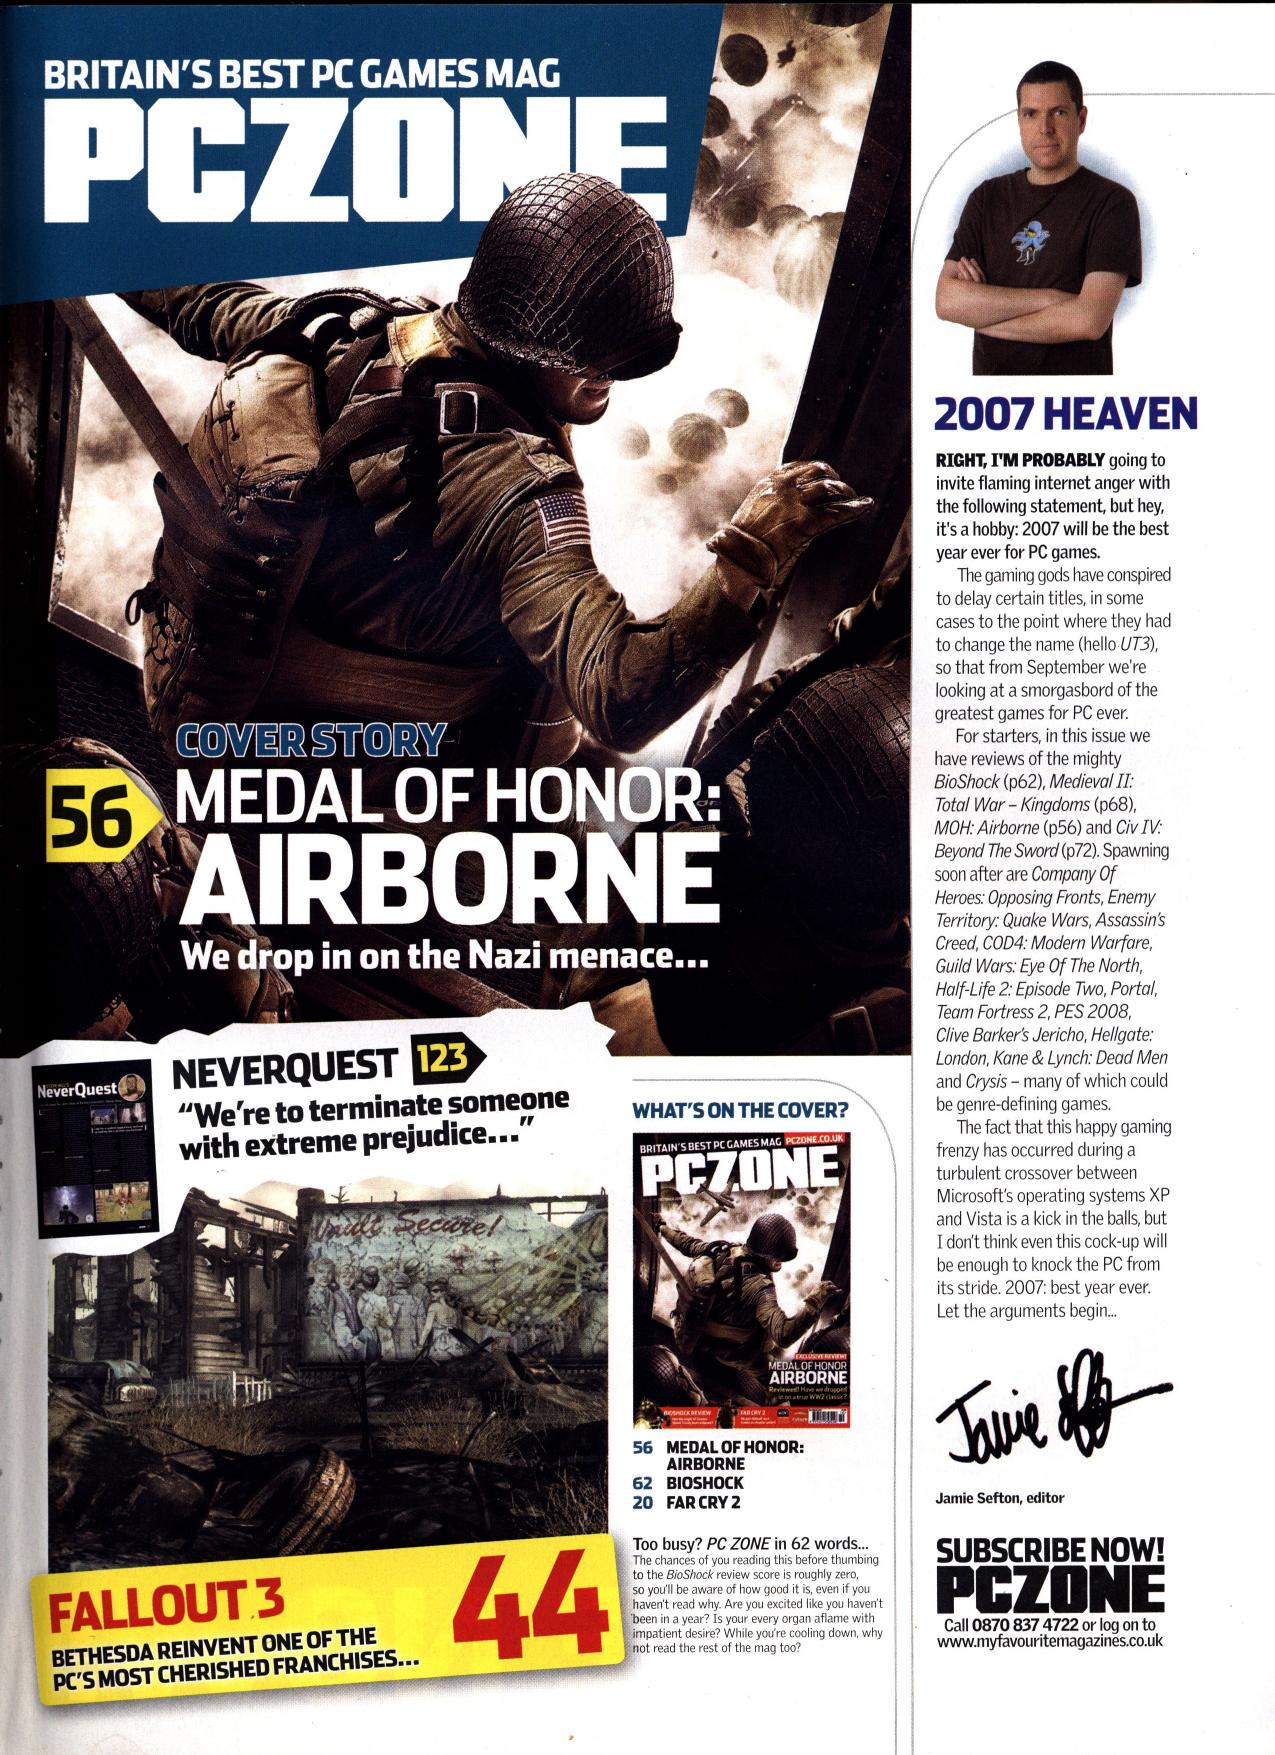 BRITAIN'S BEST PC GAMES MAG
PCZONE
COVER STORY
56
MEDAL OF HONOR:
AIRBORNE
We drop in on the Nazi menace...
NeverQuest
NEVERQUEST 123
“We’re to terminate someone
with extreme prejudice...”
Vault Secure!
FALLOUT 3
44
BETHESDA REINVENT ONE OF THE
PC'S MOST CHERISHED FRANCHISES...
WHAT'S ON THE COVER?
BRITAIN'S BEST PC GAMES MAG PCZONE.CO.UK
PCZONE
EXCLUSIVE REVIEW!
MEDAL OF HONOR
AIRBORNE
Reviewed! Have we dropped
in on a true WW2 classic?
BIOSHOCK REVIEW
FAR CRY 2
56 MEDAL OF HONOR:
AIRBORNE
62 BIOSHOCK
20 FAR CRY 2
Too busy? PC ZONE in 62 words...
The chances of you reading this before thumbing
to the BioShock review score is roughly zero,
so you'll be aware of how good it is, even if you
haven't read why. Are you excited like you haven't
been in a year? Is your every organ aflame with
impatient desire? While you're cooling down, why
not read the rest of the mag too?
2007 HEAVEN
RIGHT, I'M PROBABLY going to
invite flaming internet anger with
the following statement, but hey,
it's a hobby: 2007 will be the best
year ever for PC games.
The gaming gods have conspired
to delay certain titles, in some
cases to the point where they had
to change the name (hello UT3),
so that from September we're
looking at a smorgasbord of the
greatest games for PC ever.
For starters, in this issue we
have reviews of the mighty
BioShock (p62), Medieval II:
Total War – Kingdoms (p68),
MOH: Airborne (p56) and Civ IV:
Beyond The Sword (p72). Spawning
soon after are Company Of
Heroes: Opposing Fronts, Enemy
Territory: Quake Wars, Assassin's
Creed, COD4: Modern Warfare,
Guild Wars: Eye Of The North,
Half-Life 2: Episode Two, Portal,
Team Fortress 2, PES 2008,
Clive Barker's Jericho, Hellgate:
London, Kane & Lynch: Dead Men
and Crysis – many of which could
be genre-defining games.
The fact that this happy gaming
frenzy has occurred during a
turbulent crossover between
Microsoft's operating systems XP
and Vista is a kick in the balls, but
I don't think even this cock-up will
be enough to knock the PC from
its stride. 2007: best year ever.
Let the arguments begin...
Jamie
Jamie Sefton, editor
SUBSCRIBE NOW!
PCZONE
Call 0870 837 4722 or log on to
www.myfavouritemagazines.co.uk